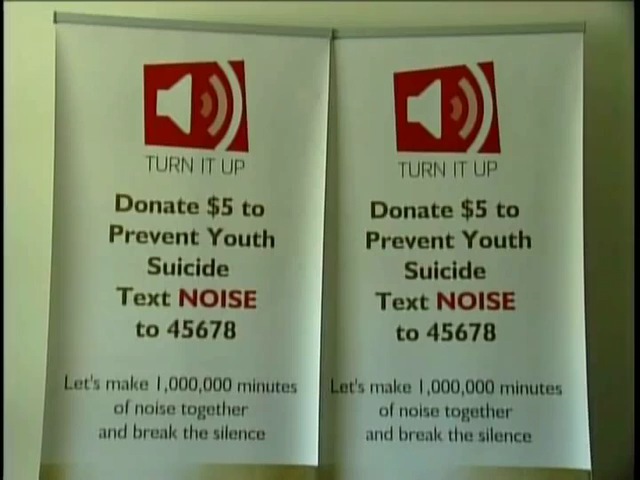 TURN IT UP
Donate $5 to
Prevent Youth
Suicide
Text NOISE
to 45678
Let's make 1,000,000 minutes
of noise together
and break the silence
TURN IT UP
Donate $5 to
Prevent Youth
Suicide
Text NOISE
to 45678
Let's make 1,000,000 minutes
of noise together
and break the silence